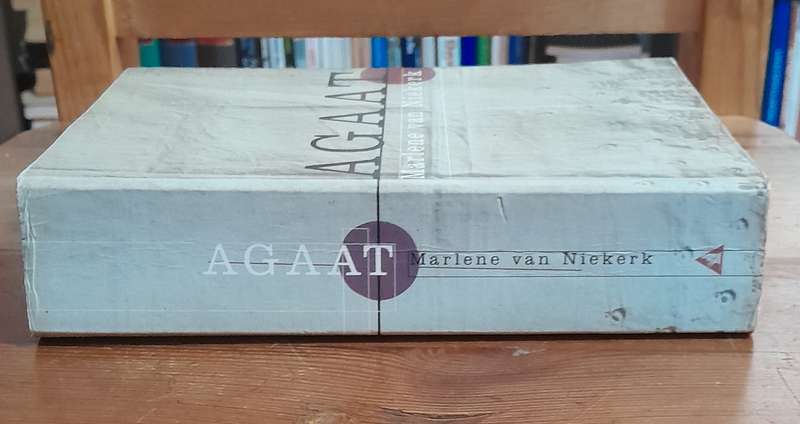 AGAAT
Marlene van Niekerk
AGAAT
Marlene van Niekerk